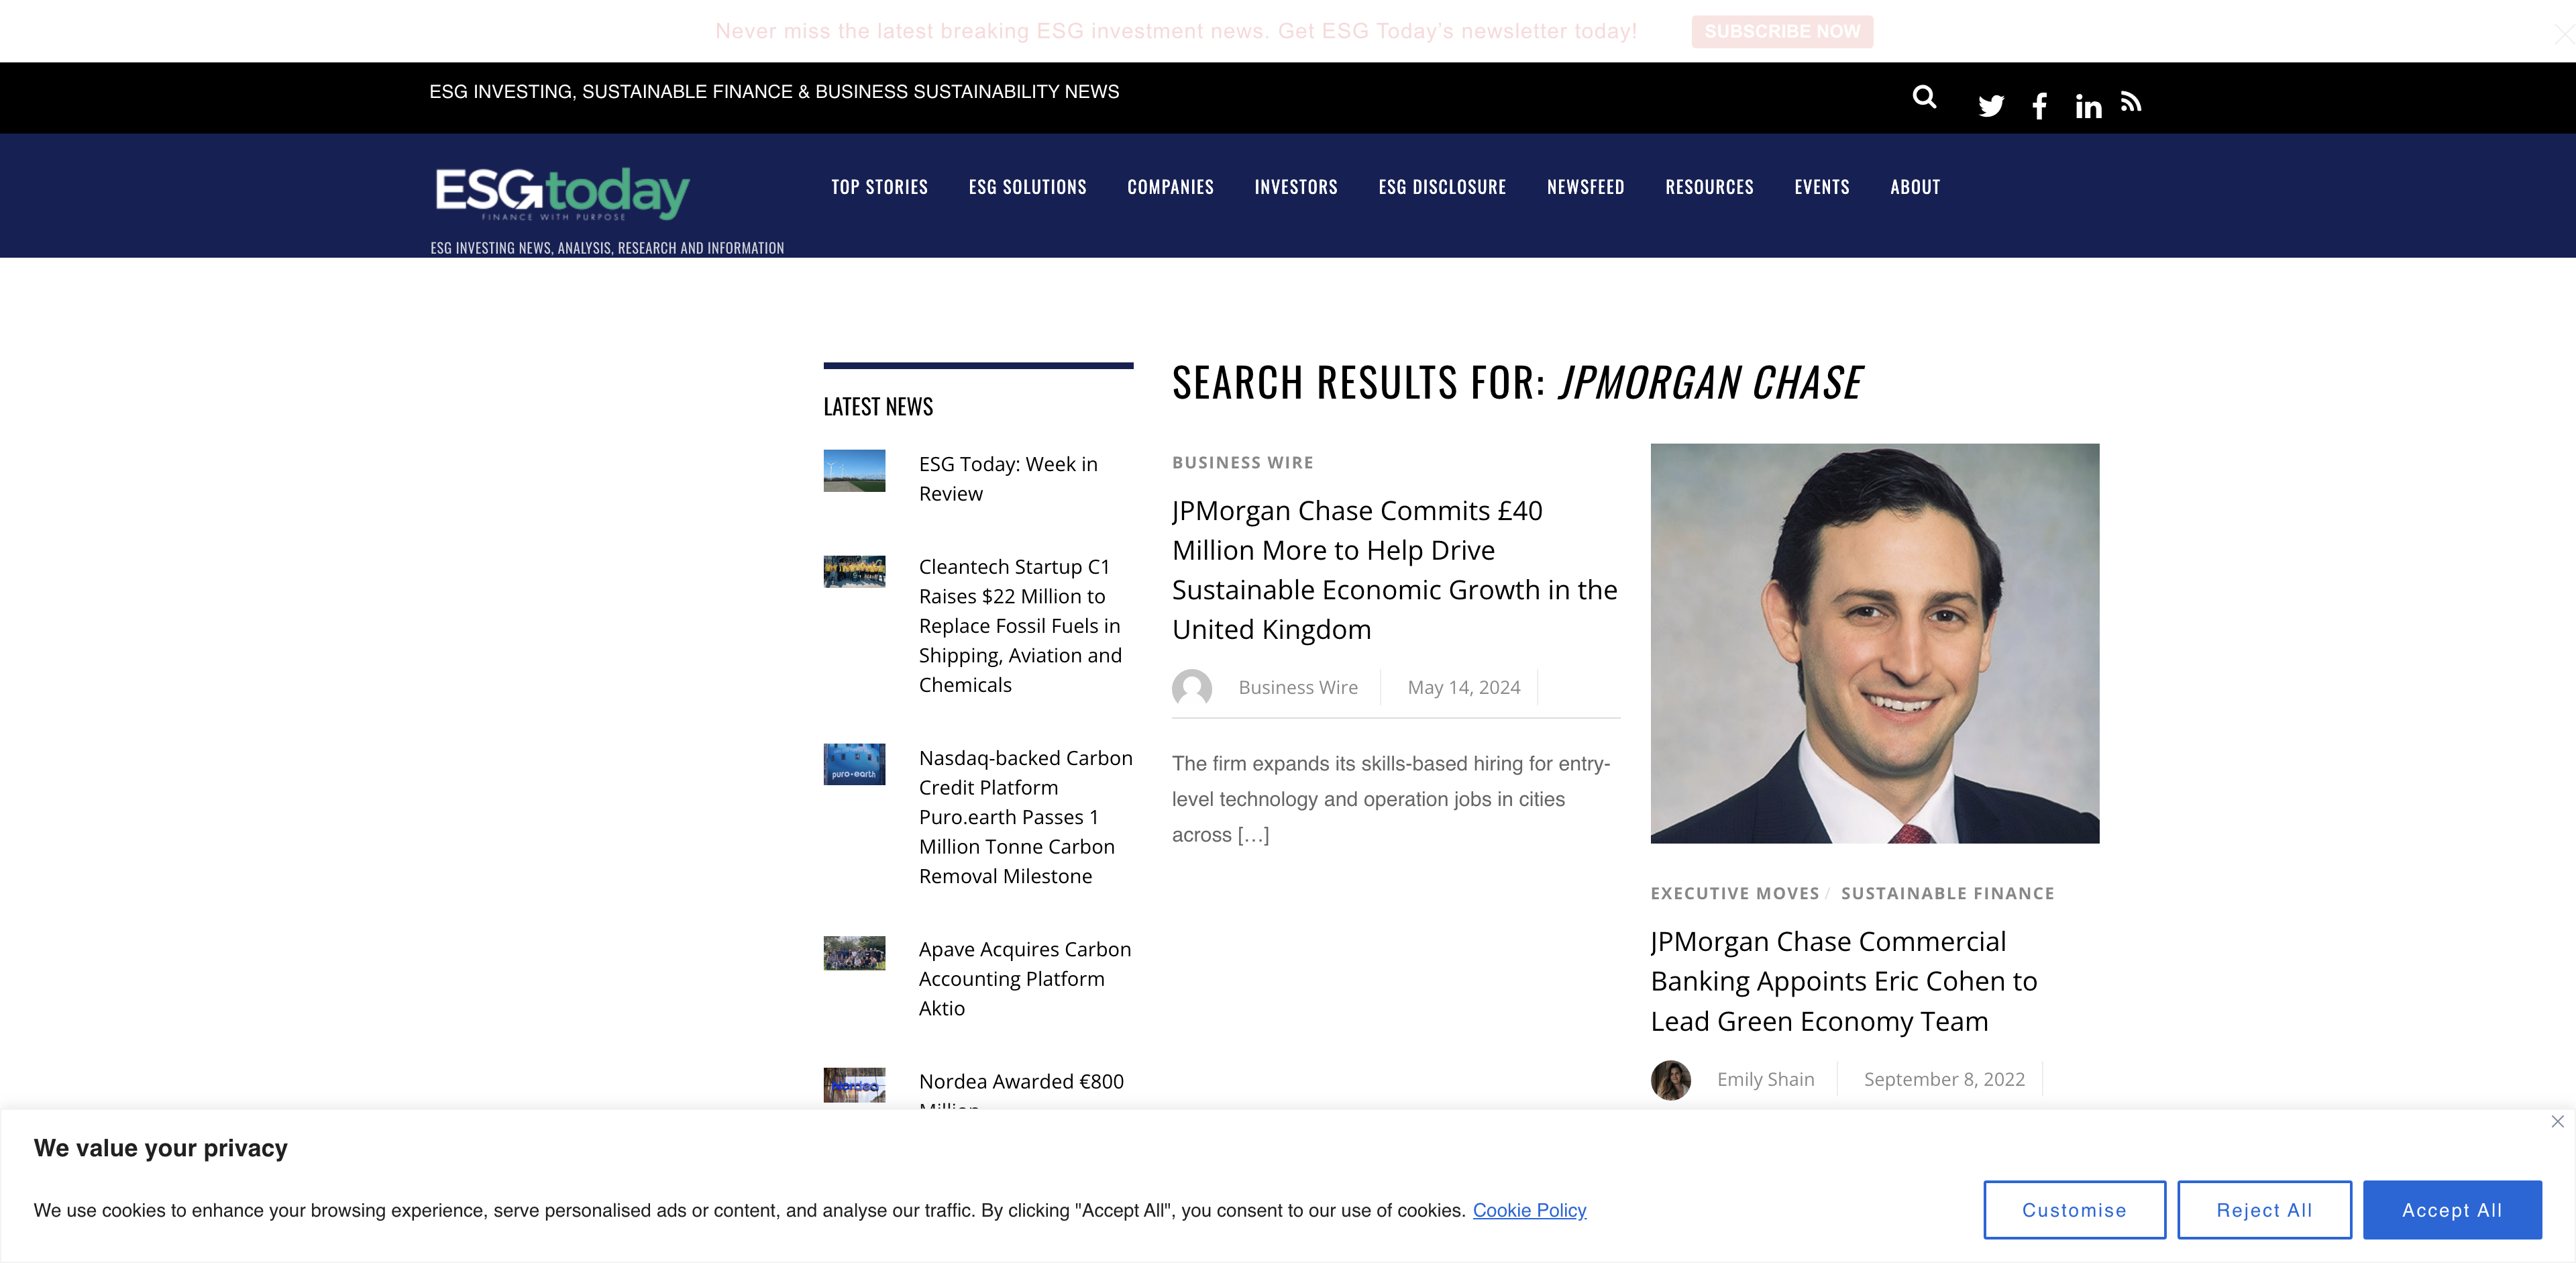 Never miss the latest breaking ESG investment news. Get ESG Today's newsletter today!
SUBSCRIBE NOW
ESG INVESTING, SUSTAINABLE FINANCE & BUSINESS SUSTAINABILITY NEWS
ESGtoday
FINANCE WITH PURPOSE
ESG INVESTING NEWS, ANALYSIS, RESEARCH AND INFORMATION
TOP STORIES ESG SOLUTIONS COMPANIES INVESTORS ESG DISCLOSURE NEWSFEED RESOURCES EVENTS ABOUT
LATEST NEWS
ESG Today: Week in
Review
Cleantech Startup C1
Raises $22 Million to
Replace Fossil Fuels in
Shipping, Aviation and
Chemicals
puro·earth
Nasdaq-backed Carbon
Credit Platform
Puro.earth Passes 1
Million Tonne Carbon
Removal Milestone
Apave Acquires Carbon
Accounting Platform
Aktio
Nordea
Nordea Awarded €800
Million
SEARCH RESULTS FOR: JPMORGAN CHASE
BUSINESS WIRE
JPMorgan Chase Commits £40
Million More to Help Drive
Sustainable Economic Growth in the
United Kingdom
Business Wire May 14, 2024
The firm expands its skills-based hiring for entry-
level technology and operation jobs in cities
across […]
EXECUTIVE MOVES / SUSTAINABLE FINANCE
JPMorgan Chase Commercial
Banking Appoints Eric Cohen to
Lead Green Economy Team
Emily Shain September 8, 2022
We value your privacy
We use cookies to enhance your browsing experience, serve personalised ads or content, and analyse our traffic. By clicking "Accept All", you consent to our use of cookies. Cookie Policy
Customise
Reject All
Accept All